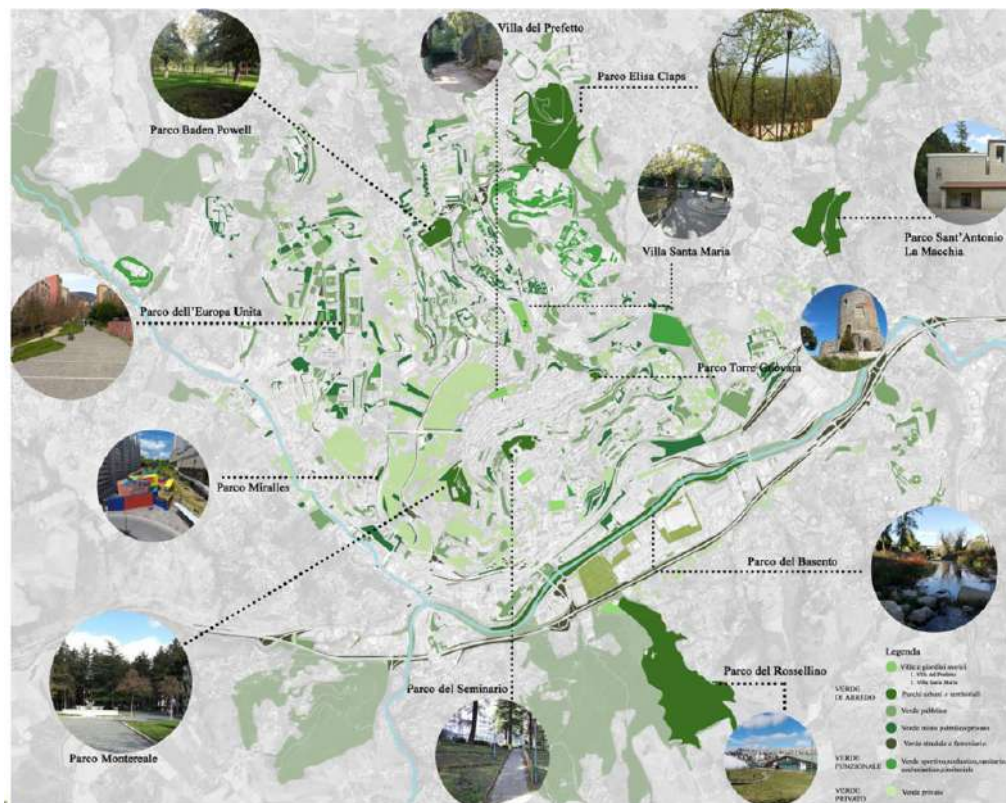 Villa del Prefetto
Parco Elisa Claps
Parco Baden Powell
Villa Santa Maria
Parco Sant'Antonio
La Macchia
Parco dell'Europa Unita
Parco Torre Guevara
Parco Miralles
Parco del Basento
Parco del Rossellino
Parco del Seminario
Parco Montereale
Legenda
Ville e giardini storici
1. Villa del Prefetto
2. Villa Santa Maria
VERDE
DI ARREDO
Parchi urbani e territoriali
Verde pubblico
Verde misto pubblico/privato
Verde stradale e ferroviario
VERDE
FUNZIONALE
VERDE
PRIVATO
Verde privato